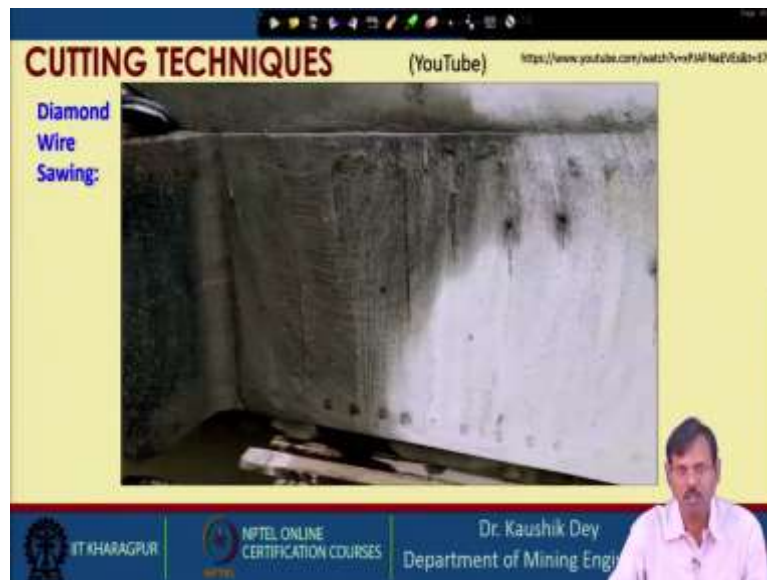 CUTTING TECHNIQUES
(YouTube)
Diamond
Wire
Sawing:
IIT KHARAGPUR
NPTEL ONLINE
CERTIFICATION COURSES
Dr. Kaushik Dey
Department of Mining Engi